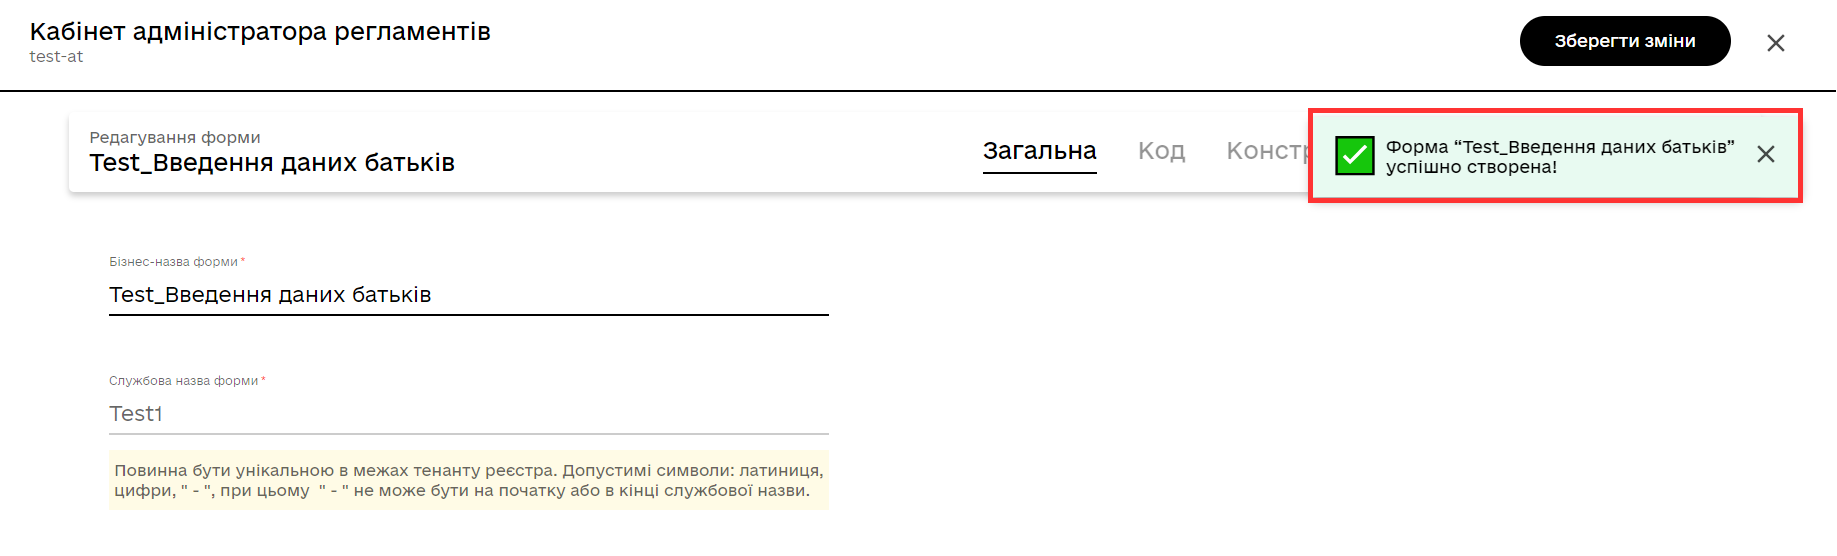 Кабінет адміністратора регламентів
test-at
Зберегти зміни
Редагування форми
Test_Введення даних батьків
Загальна
Код
Констр
Форма “Test_Введення даних батьків”
успішно створена!
Бізнес-назва форми *
Test_Введення даних батьків
Службова назва форми *
Test1
Повинна бути унікальною в межах тенанту реєстра. Допустимі символи: латиниця,
цифри, " - ", при цьому " - " не може бути на початку або в кінці службової назви.